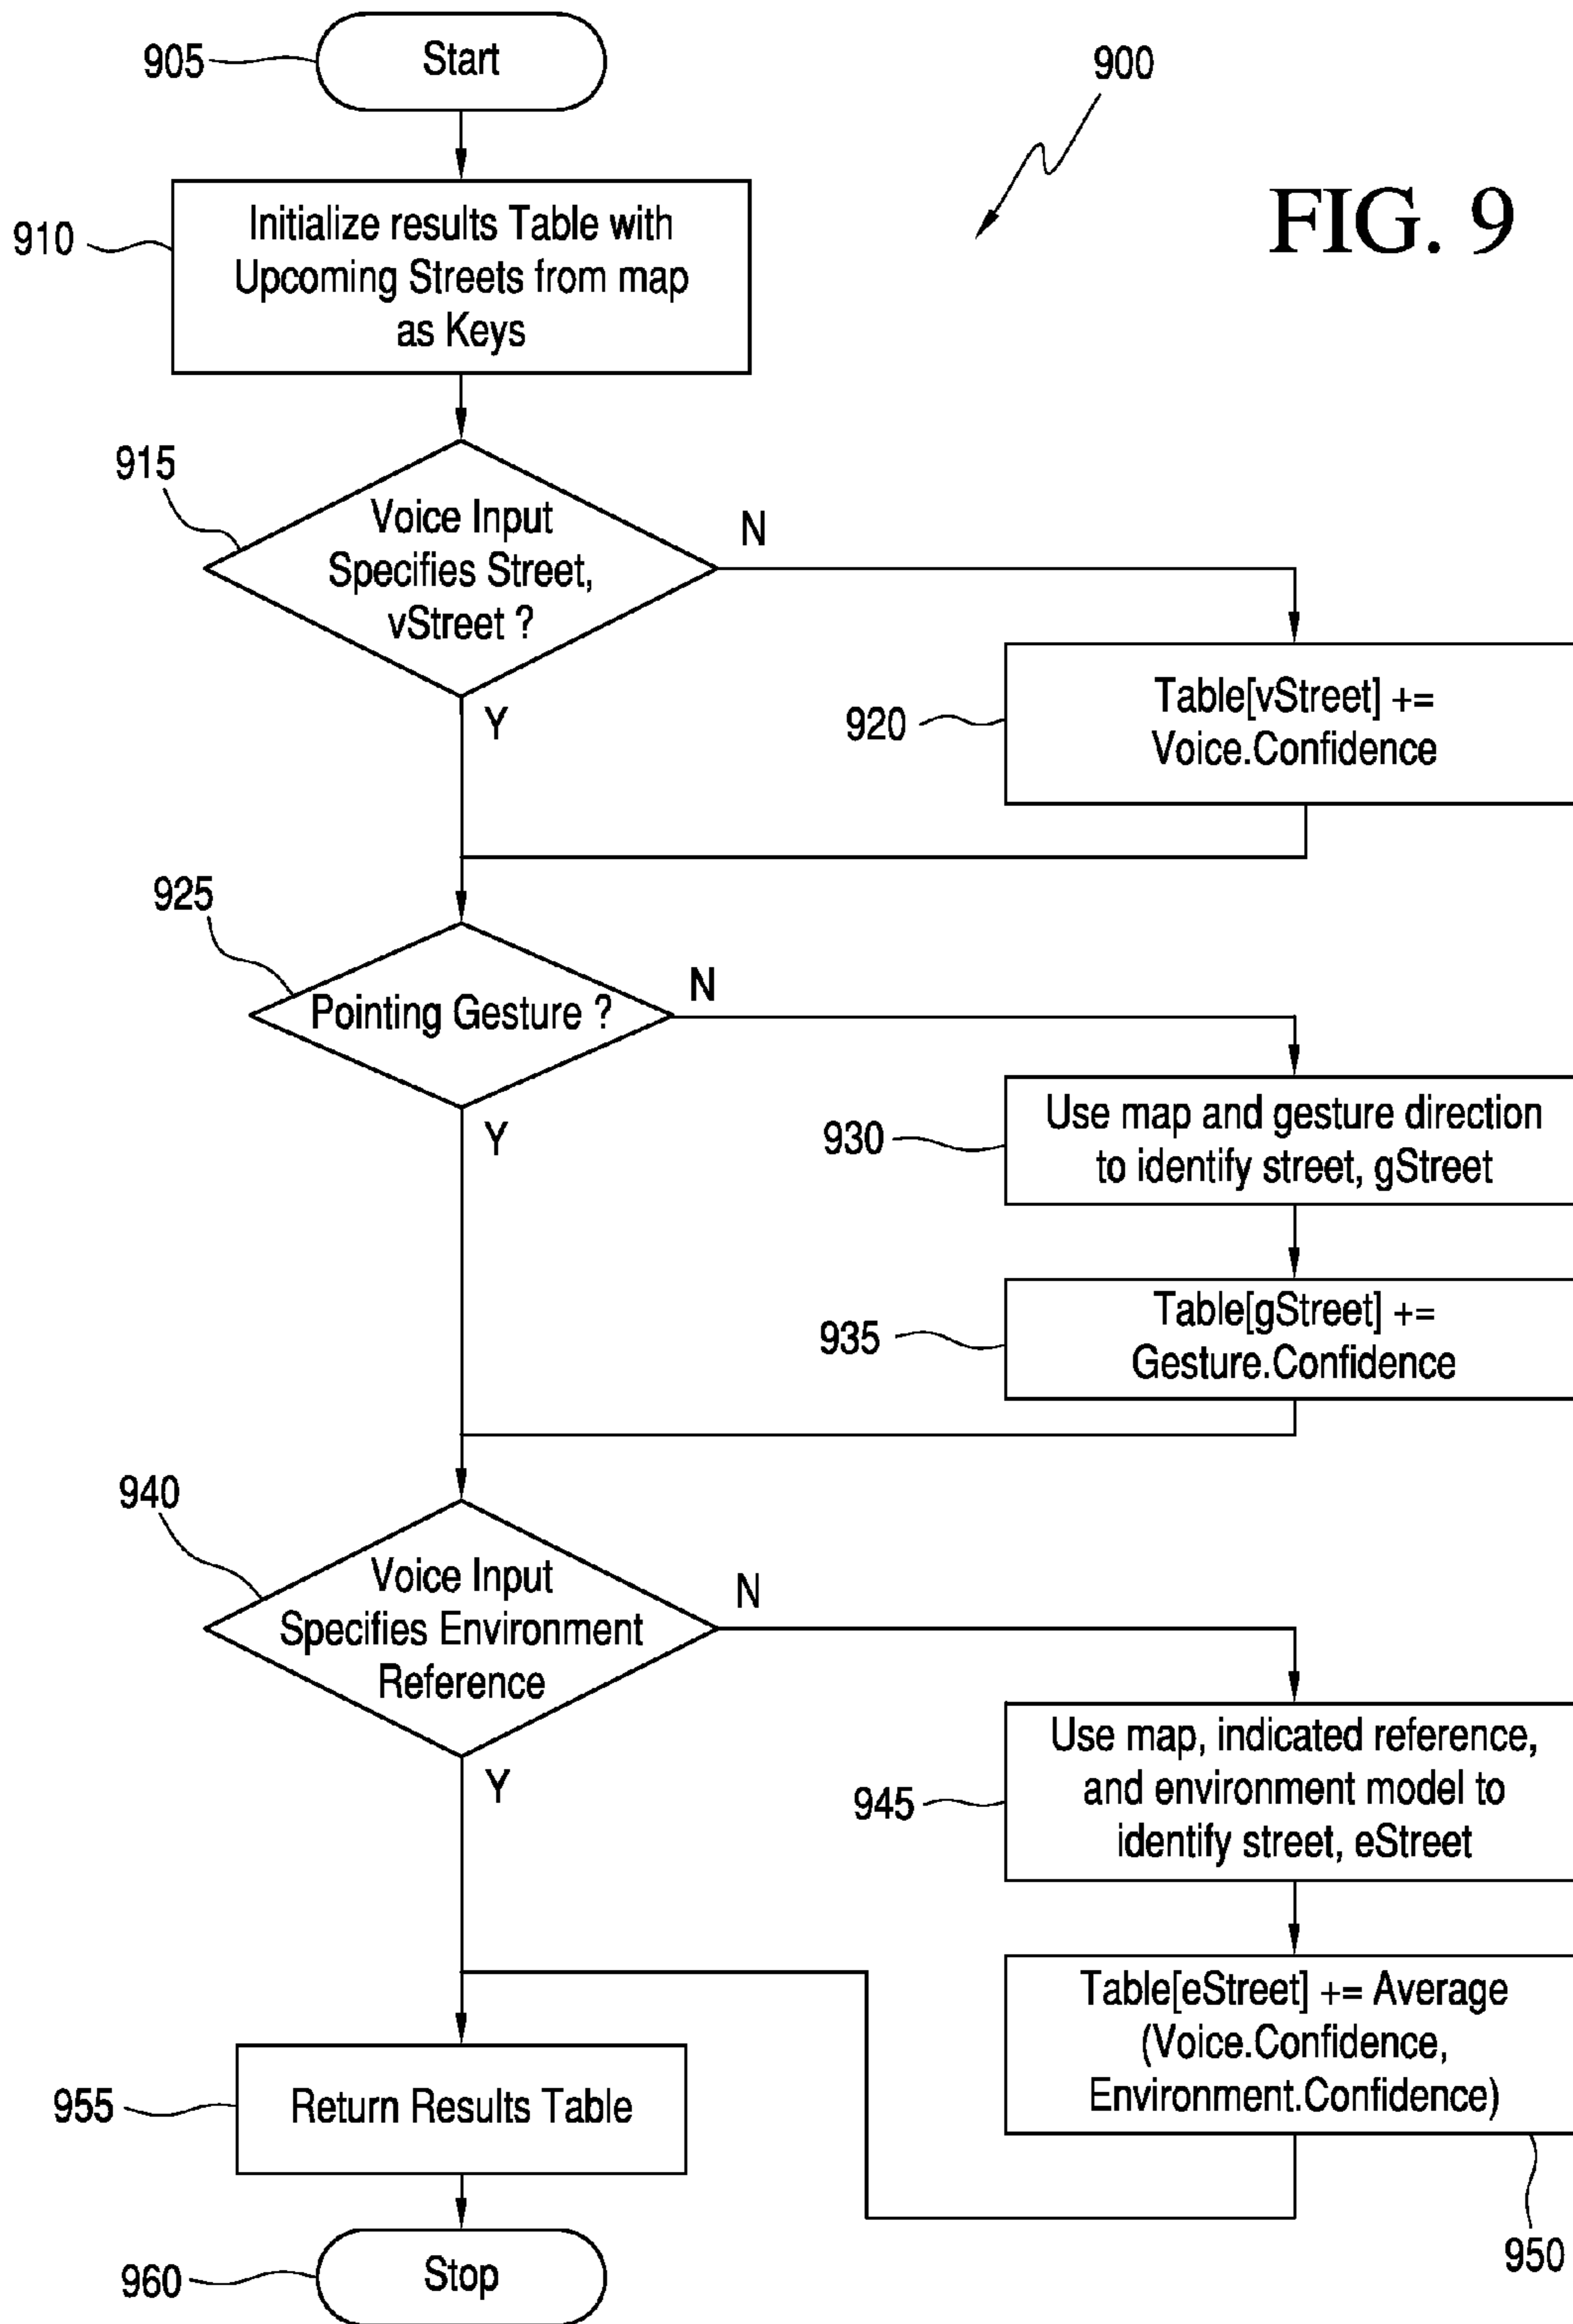 905
Start
900
FIG. 9
910
Initialize results Table with
Upcoming Streets from map
as Keys
915
Voice Input
Specifies Street,
vStreet ?
N
Y
920
Table[vStreet] +=
Voice.Confidence
925
Pointing Gesture ?
N
Y
930
Use map and gesture direction
to identify street, gStreet
935
Table[gStreet] +=
Gesture.Confidence
940
Voice Input
Specifies Environment
Reference
N
Y
945
Use map, indicated reference,
and environment model to
identify street, eStreet
Table[eStreet] += Average
(Voice.Confidence,
Environment.Confidence)
950
955
Return Results Table
960
Stop